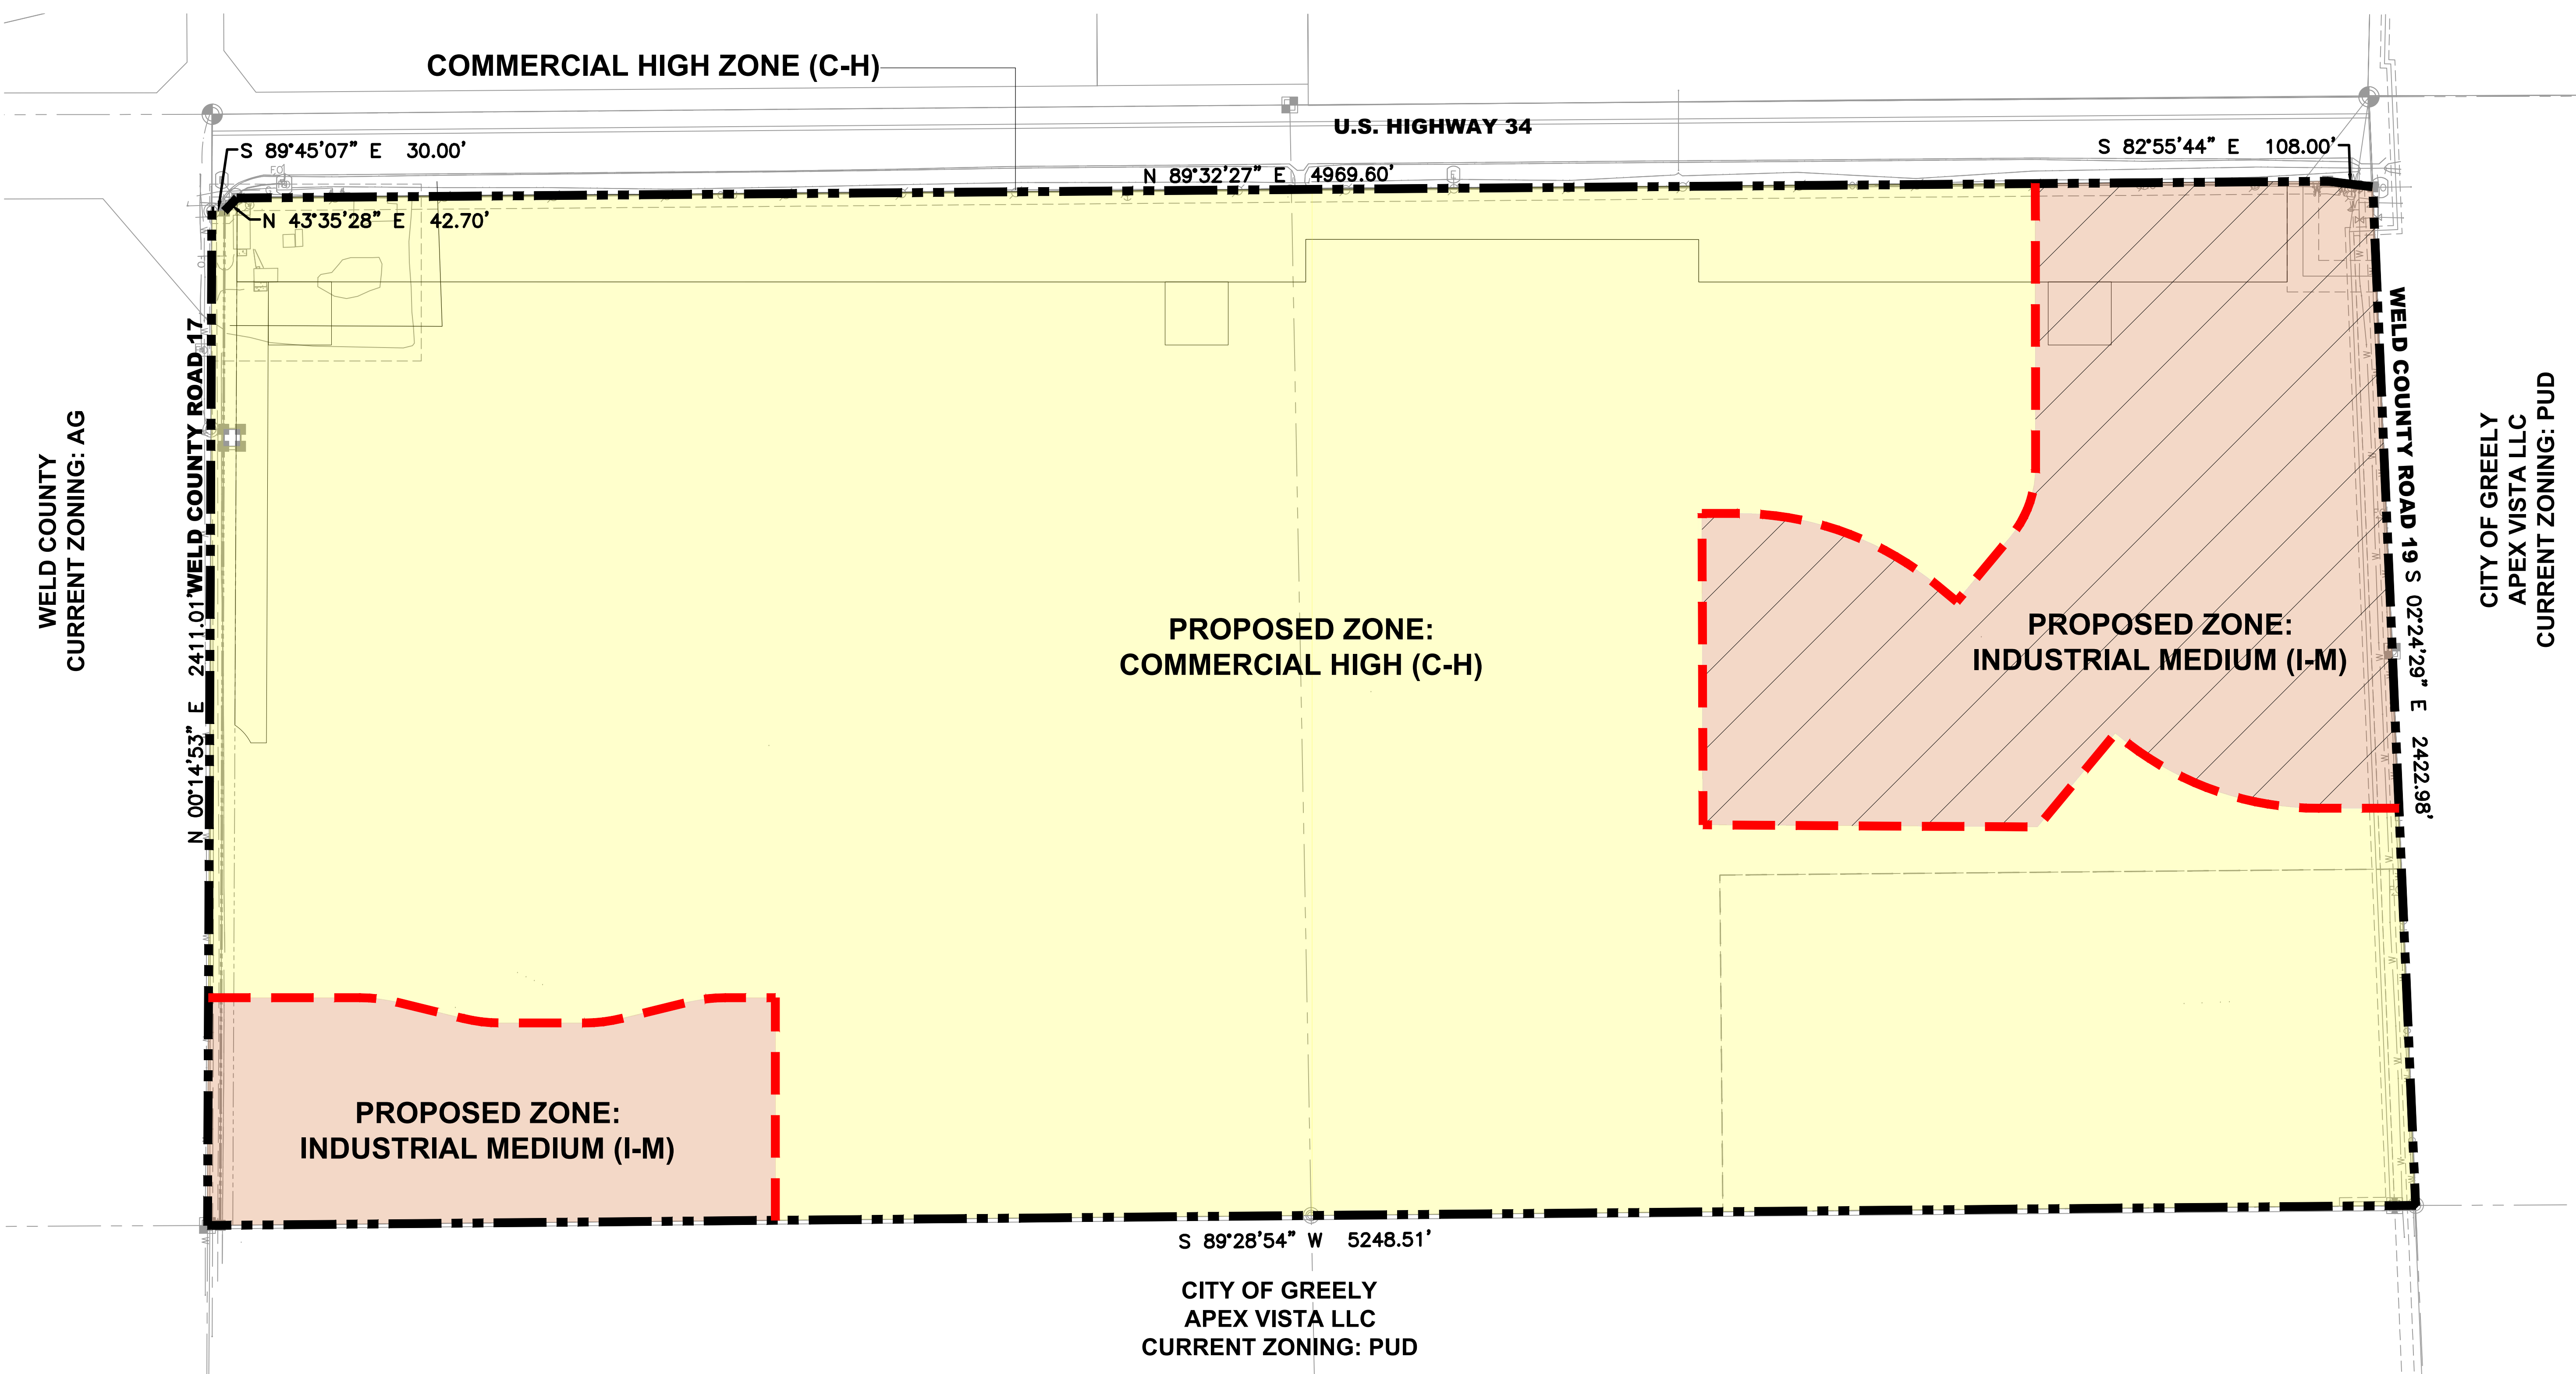 COMMERCIAL HIGH ZONE (C-H)
U.S. HIGHWAY 34
S 89°45'07" E 30.00'
S 82°55'44" E 108.00'
N 89°32'27" E 4969.60'
N 43°35'28" E 42.70'
WELD COUNTY
CURRENT ZONING: AG
WELD COUNTY ROAD 17
N 00°14'53" E 2411.01'
PROPOSED ZONE:
COMMERCIAL HIGH (C-H)
PROPOSED ZONE:
INDUSTRIAL MEDIUM (I-M)
WELD COUNTY ROAD 19
S 02°24'29" E 2422.98'
CITY OF GREELY
APEX VISTA LLC
CURRENT ZONING: PUD
PROPOSED ZONE:
INDUSTRIAL MEDIUM (I-M)
S 89°28'54" W 5248.51'
CITY OF GREELY
APEX VISTA LLC
CURRENT ZONING: PUD